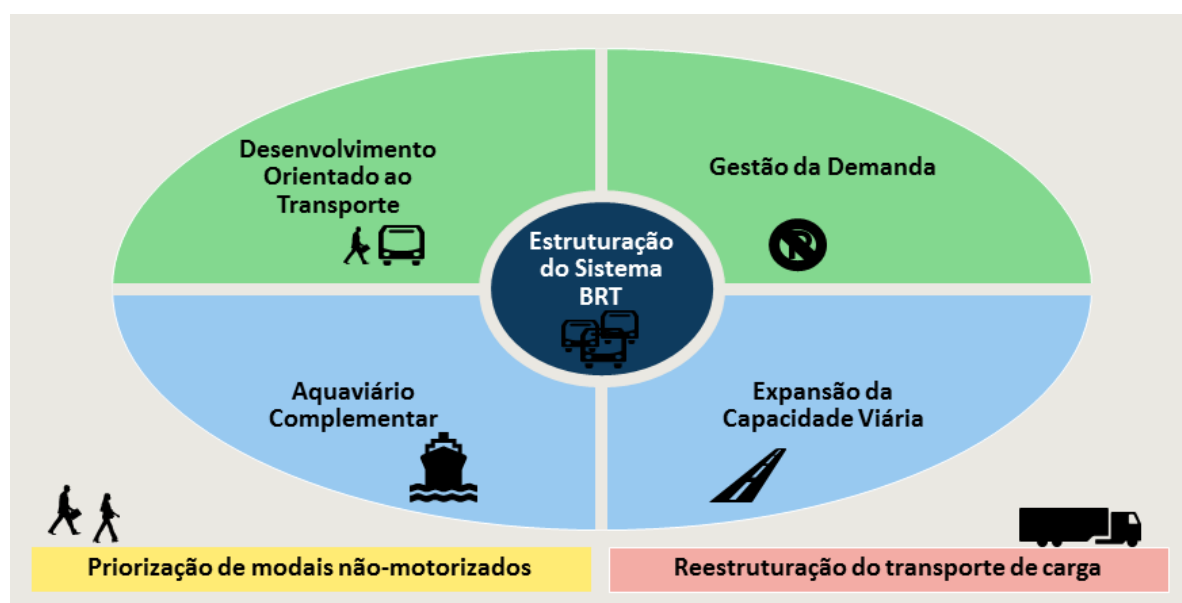 Desenvolvimento
Orientado ao
Transporte
Gestão da Demanda
Estruturação
do Sistema
BRT
Aquaviário
Complementar
Expansão da
Capacidade Viária
Priorização de modais não-motorizados
Reestruturação do transporte de carga